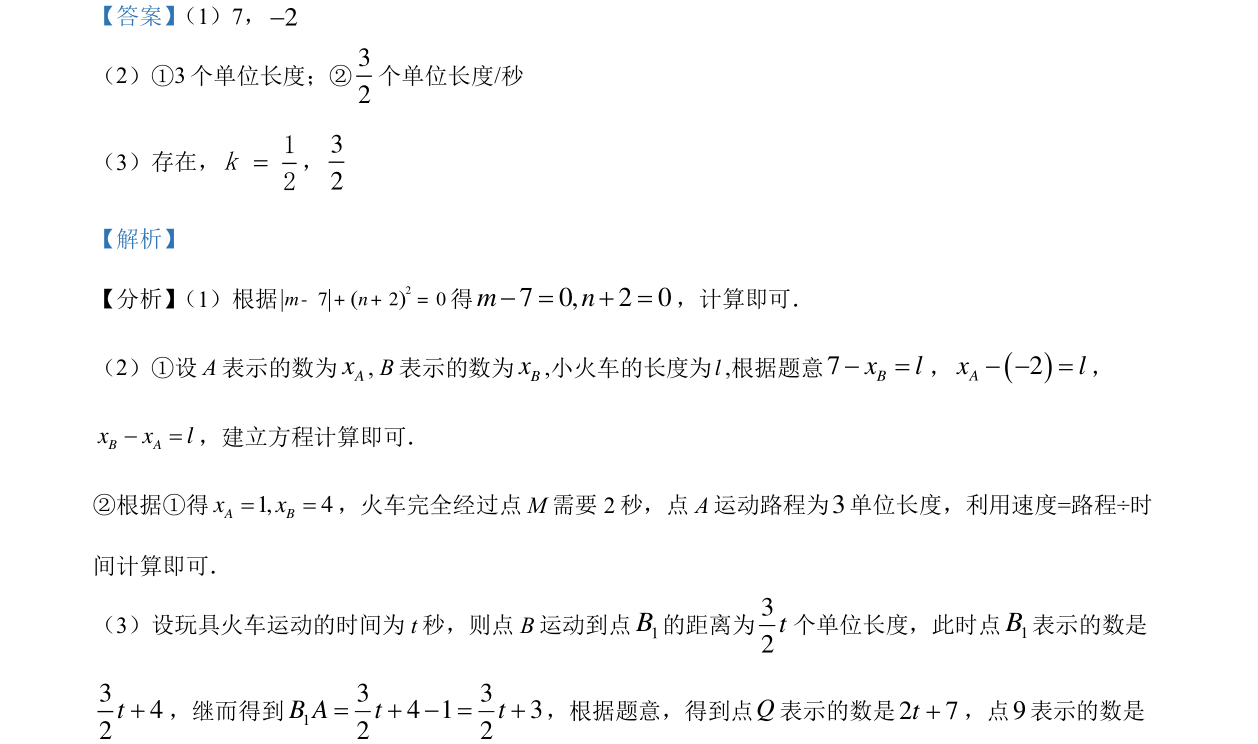 【答案】（1）7，−2
（2）①3 个单位长度；②3/2 个单位长度/秒
（3）存在，k = 1/2，3/2
【解析】
【分析】（1）根据|m- 7|+ (n+ 2)² = 0 得 m−7=0,n+2=0，计算即可．
（2）①设 A 表示的数为 x_A , B 表示的数为 x_B ,小火车的长度为 l ,根据题意 7−x_B=l，x_A−(−2)=l，
x_B−x_A=l，建立方程计算即可．
②根据①得 x_A=1,x_B=4，火车完全经过点 M 需要 2 秒，点 A 运动路程为 3 单位长度，利用速度=路程÷时
间计算即可．
（3）设玩具火车运动的时间为 t 秒，则点 B 运动到点 B₁ 的距离为 3/2 t 个单位长度，此时点 B₁ 表示的数是
3/2 t+4，继而得到 B₁A=3/2 t+4−1=3/2 t+3，根据题意，得到点 Q 表示的数是 2t+7，点 9 表示的数是